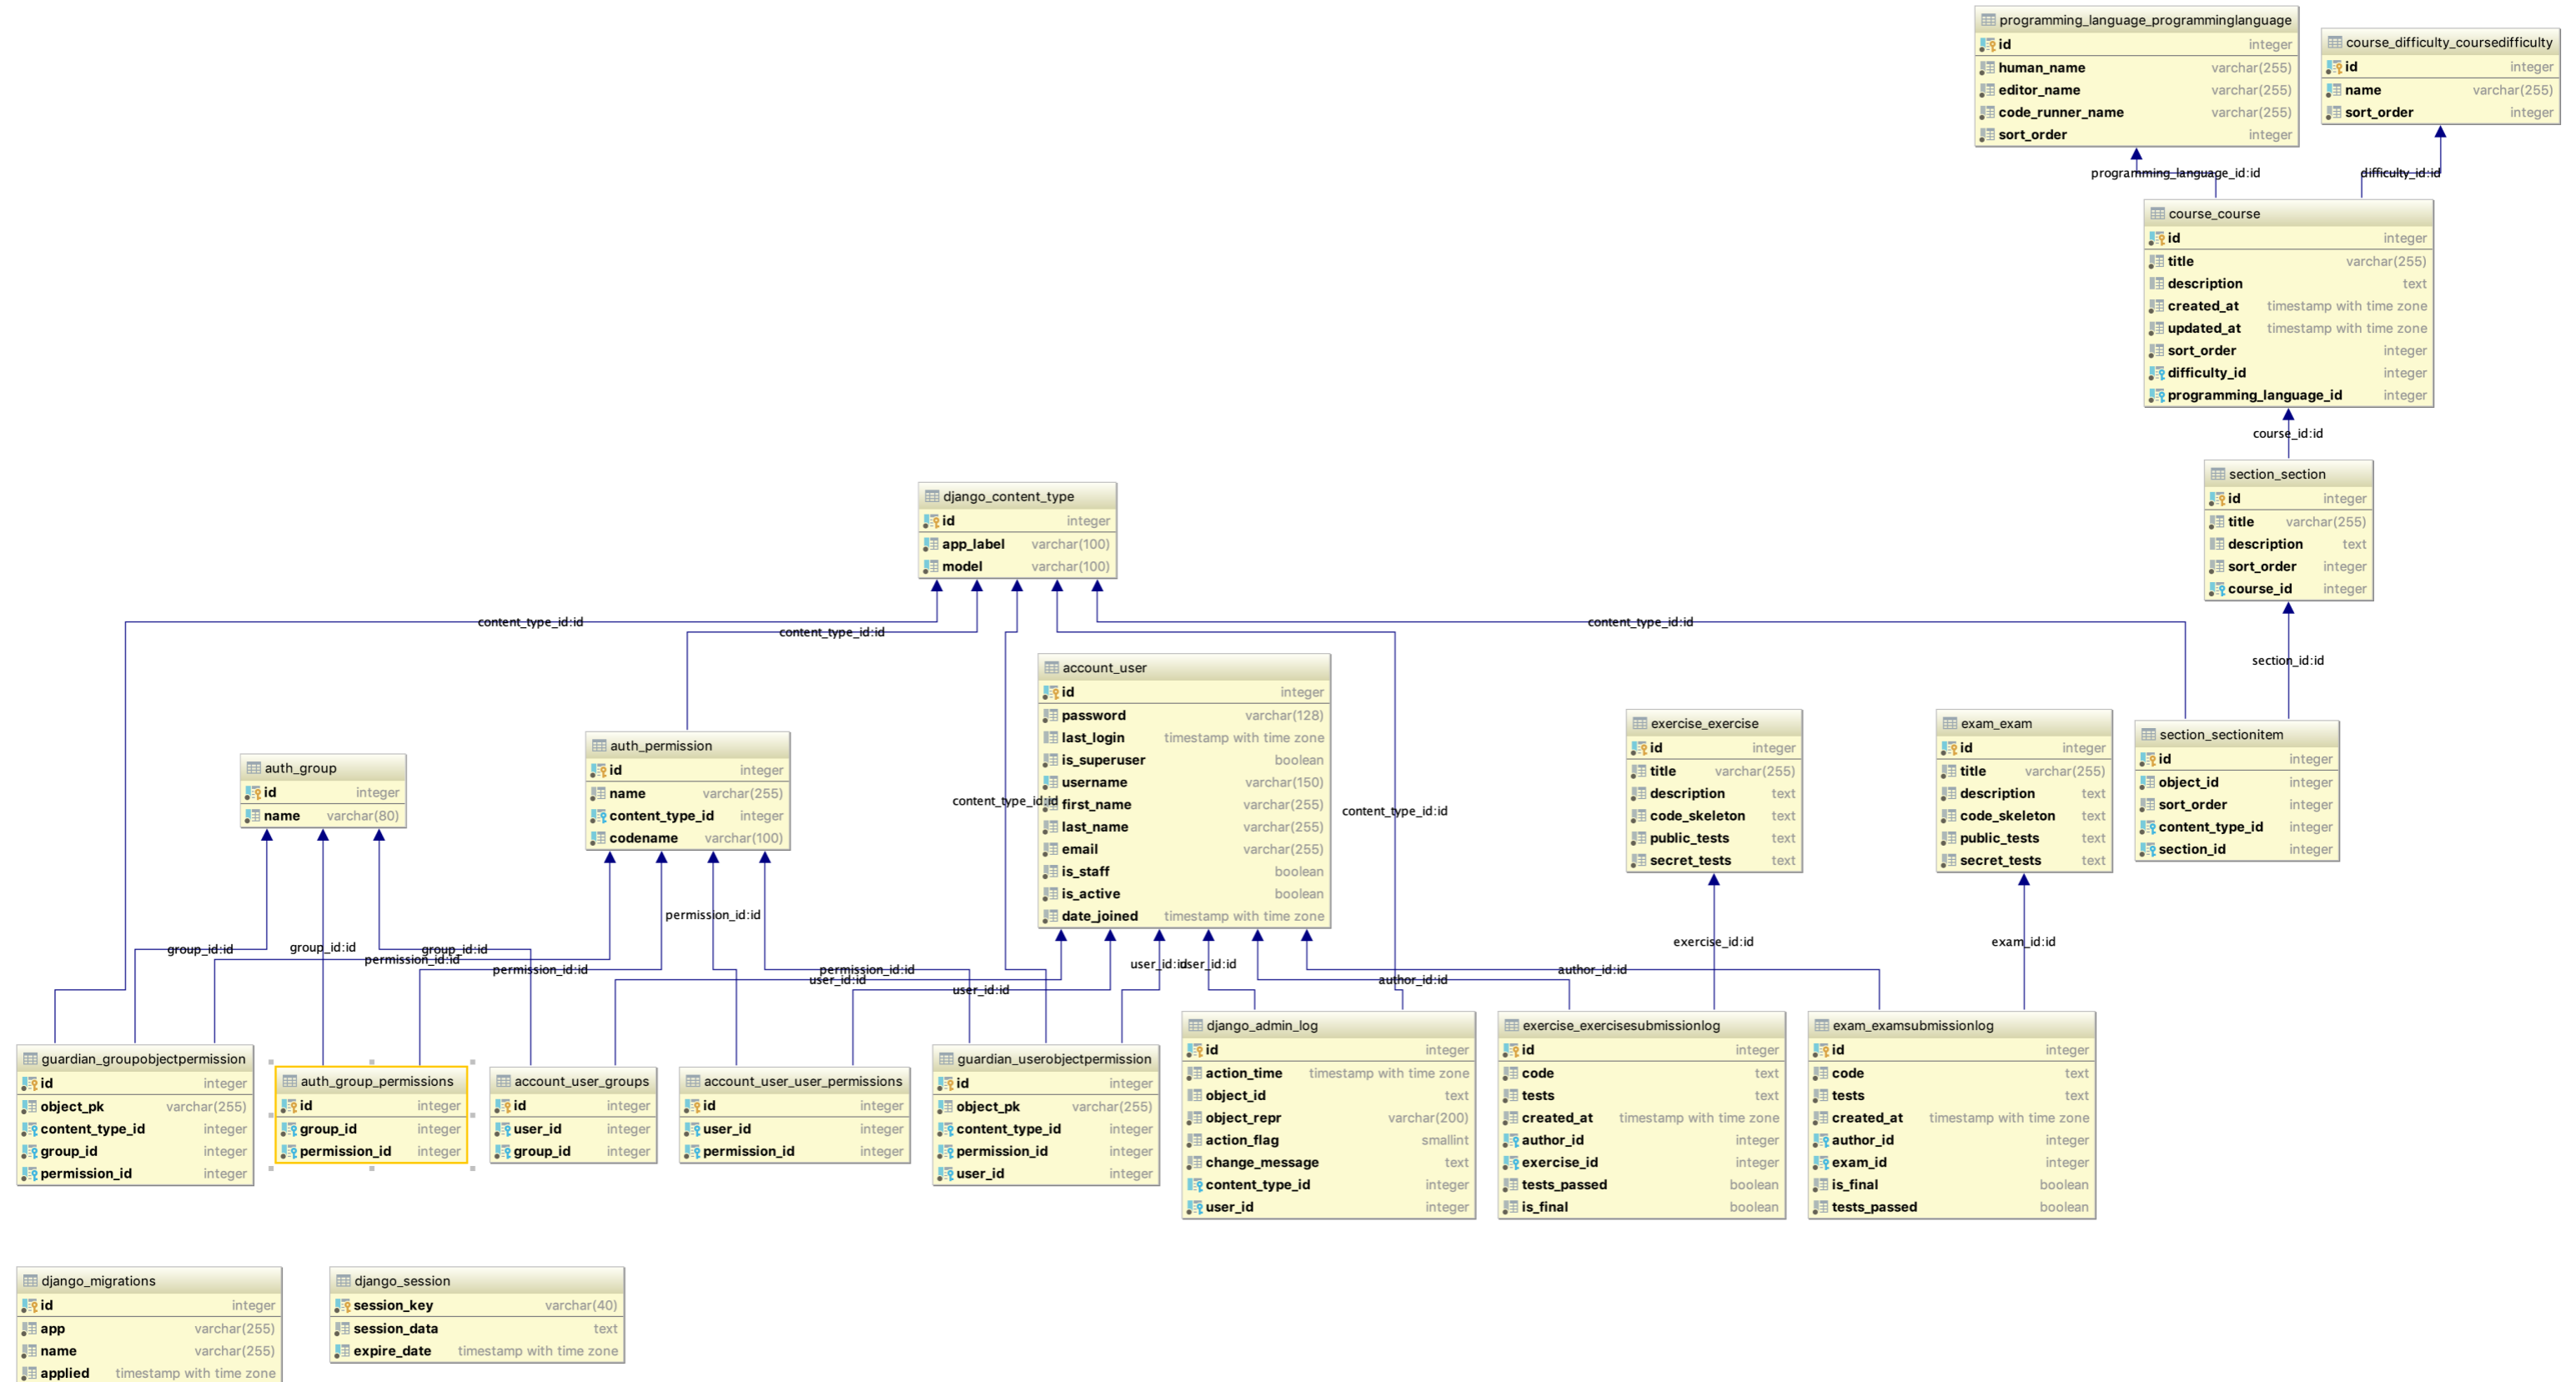 programming_language_programminglanguage
id integer
human_name varchar(255)
editor_name varchar(255)
code_runner_name varchar(255)
sort_order integer
course_difficulty_coursedifficulty
id integer
name varchar(255)
sort_order integer
programming_language_id:id
difficulty_id:id
course_course
id integer
title varchar(255)
description text
created_at timestamp with time zone
updated_at timestamp with time zone
sort_order integer
difficulty_id integer
programming_language_id integer
course_id:id
section_section
id integer
title varchar(255)
description text
sort_order integer
course_id integer
django_content_type
id integer
app_label varchar(100)
model varchar(100)
content_type_id:id
content_type_id:id
content_type_id:id
section_id:id
account_user
id integer
password varchar(128)
last_login timestamp with time zone
is_superuser boolean
username varchar(150)
first_name varchar(255)
last_name varchar(255)
email varchar(255)
is_staff boolean
is_active boolean
date_joined timestamp with time zone
content_type_id:id
content_type_id:id
auth_group
id integer
name varchar(80)
auth_permission
id integer
name varchar(255)
content_type_id integer
codename varchar(100)
exercise_exercise
id integer
title varchar(255)
description text
code_skeleton text
public_tests text
secret_tests text
exam_exam
id integer
title varchar(255)
description text
code_skeleton text
public_tests text
secret_tests text
section_sectionitem
id integer
object_id integer
sort_order integer
content_type_id integer
section_id integer
permission_id:id
group_id:id
group_id:id
group_id:id
permission_id:id
permission_id:id
permission_id:id
user_id:id
user_id:id
user_id:id
user_id:id
author_id:id
exercise_id:id
author_id:id
exam_id:id
guardian_groupobjectpermission
id integer
object_pk varchar(255)
content_type_id integer
group_id integer
permission_id integer
auth_group_permissions
id integer
group_id integer
permission_id integer
account_user_groups
id integer
user_id integer
group_id integer
account_user_user_permissions
id integer
user_id integer
permission_id integer
guardian_userobjectpermission
id integer
object_pk varchar(255)
content_type_id integer
permission_id integer
user_id integer
django_admin_log
id integer
action_time timestamp with time zone
object_id text
object_repr varchar(200)
action_flag smallint
change_message text
content_type_id integer
user_id integer
exercise_exercisesubmissionlog
id integer
code text
tests text
created_at timestamp with time zone
author_id integer
exercise_id integer
tests_passed boolean
is_final boolean
exam_examsubmissionlog
id integer
code text
tests text
created_at timestamp with time zone
author_id integer
exam_id integer
is_final boolean
tests_passed boolean
django_migrations
id integer
app varchar(255)
name varchar(255)
applied timestamp with time zone
django_session
session_key varchar(40)
session_data text
expire_date timestamp with time zone